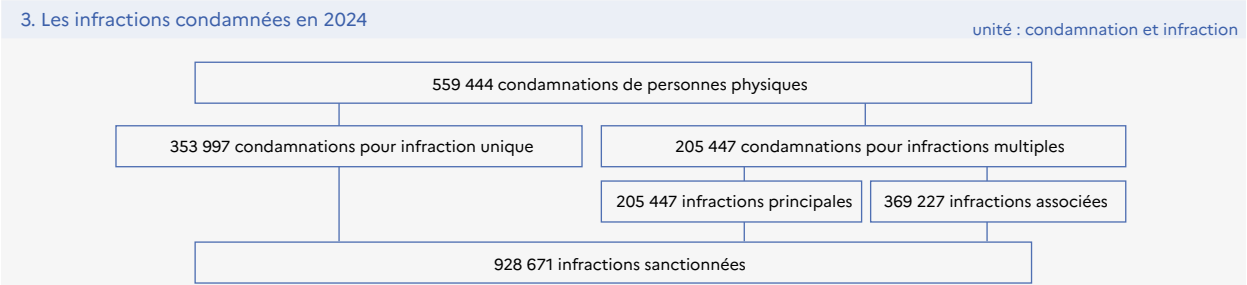 3. Les infractions condamnées en 2024
unité : condamnation et infraction
559 444 condamnations de personnes physiques
353 997 condamnations pour infraction unique
205 447 condamnations pour infractions multiples
205 447 infractions principales
369 227 infractions associées
928 671 infractions sanctionnées